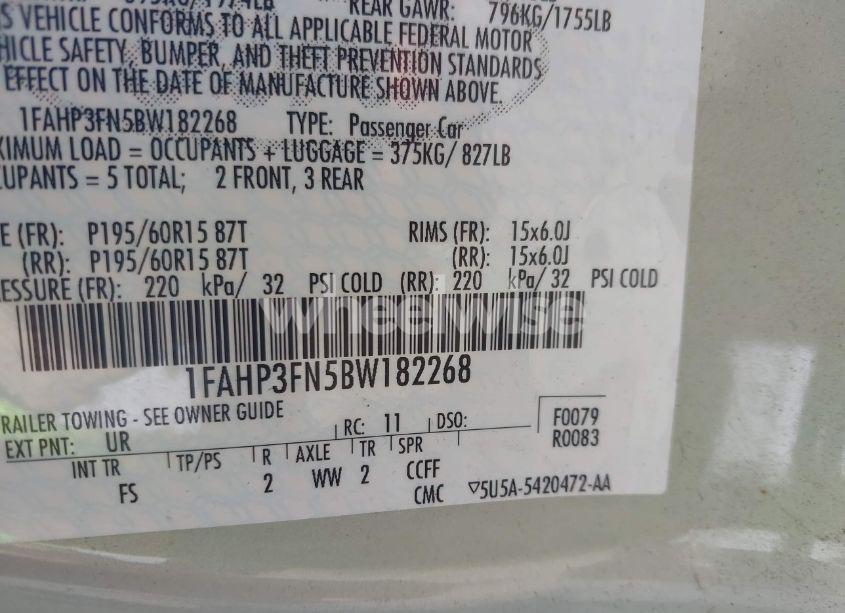 REAR GAWR: 796KG/1755LB
S VEHICLE CONFORMS TO ALL APPLICABLE FEDERAL MOTOR
HICLE SAFETY, BUMPER, AND THEFT PREVENTION STANDARDS
EFFECT ON THE DATE OF MANUFACTURE SHOWN ABOVE.
1FAHP3FN5BW182268 TYPE: Passenger Car
XIMUM LOAD = OCCUPANTS + LUGGAGE = 375KG/ 827LB
CUPANTS = 5 TOTAL; 2 FRONT, 3 REAR
E (FR): P195/60R15 87T RIMS (FR): 15x6.0J
(RR): P195/60R15 87T (RR): 15x6.0J
ESSURE (FR): 220 kPa/ 32 PSI COLD (RR): 220 kPa/ 32 PSI COLD
wheelwise
1FAHP3FN5BW182268
RAILER TOWING - SEE OWNER GUIDE
EXT PNT: UR RC: 11 DSO: F0079
R0083
INT TR TP/PS R AXLE TR SPR
FS 2 WW 2 CCFF
CMC ▽5U5A-5420472-AA